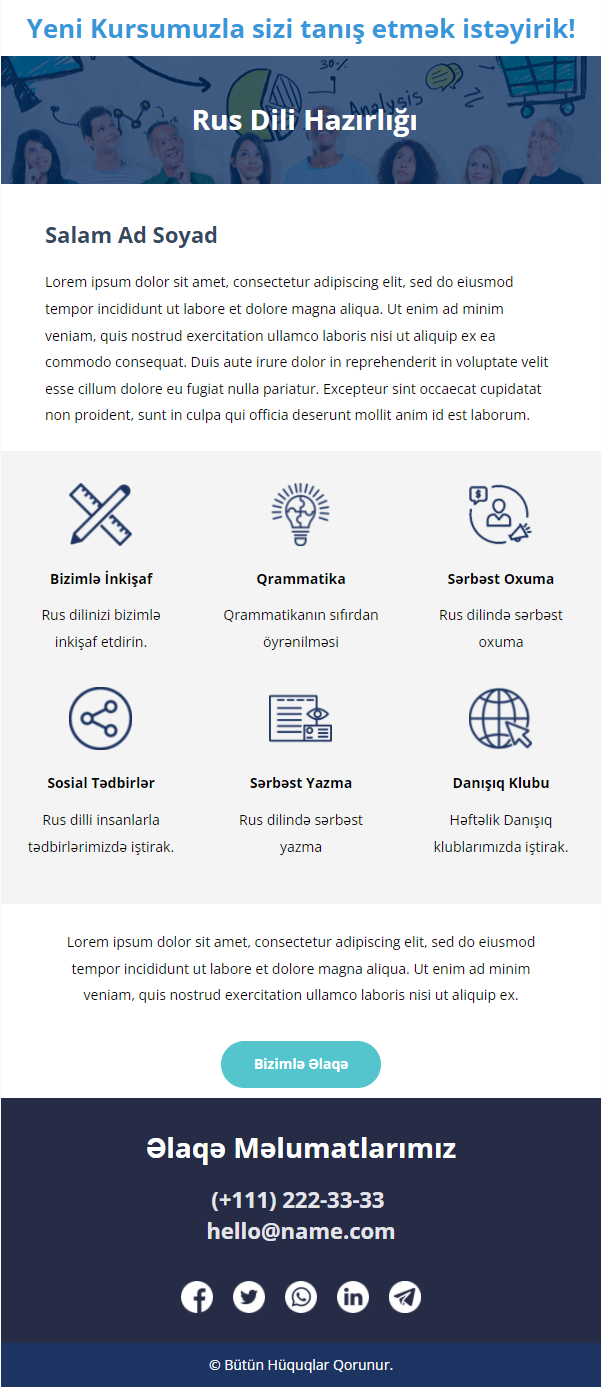 Yeni Kursumuzla sizi tanış etmək istəyirik!
30%
Analysis
Rus Dili Hazırlığı
Salam Ad Soyad
Lorem ipsum dolor sit amet, consectetur adipiscing elit, sed do eiusmod
tempor incididunt ut labore et dolore magna aliqua. Ut enim ad minim
veniam, quis nostrud exercitation ullamco laboris nisi ut aliquip ex ea
commodo consequat. Duis aute irure dolor in reprehenderit in voluptate velit
esse cillum dolore eu fugiat nulla pariatur. Excepteur sint occaecat cupidatat
non proident, sunt in culpa qui officia deserunt mollit anim id est laborum.
$
Bizimlə İnkişaf
Rus dilinizi bizimlə
inkişaf etdirin.
Qrammatika
Qrammatikanın sıfırdan
öyrənilməsi
Sərbəst Oxuma
Rus dilində sərbəst
oxuma
Sosial Tədbirlər
Rus dilli insanlarla
tədbirlərimizdə iştirak.
Sərbəst Yazma
Rus dilində sərbəst
yazma
Danışıq Klubu
Həftəlik Danışıq
klublarımızda iştirak.
Lorem ipsum dolor sit amet, consectetur adipiscing elit, sed do eiusmod
tempor incididunt ut labore et dolore magna aliqua. Ut enim ad minim
veniam, quis nostrud exercitation ullamco laboris nisi ut aliquip ex.
Bizimlə Əlaqə
Əlaqə Məlumatlarımız
(+111) 222-33-33
hello@name.com
© Bütün Hüquqlar Qorunur.